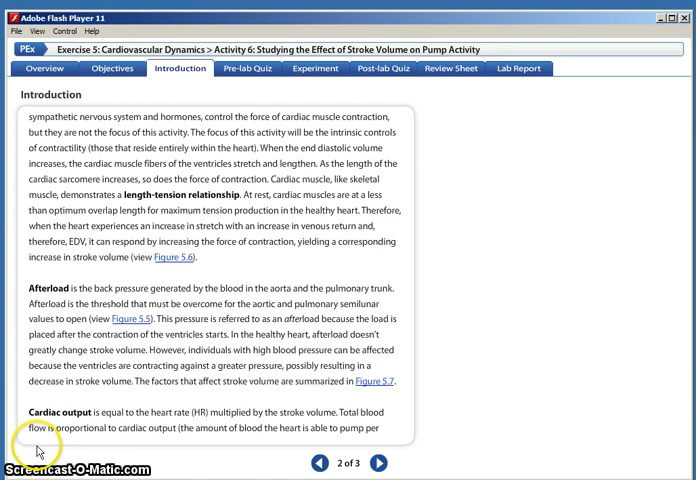 Adobe Flash Player 11
File View Control Help
PEx Exercise 5: Cardiovascular Dynamics > Activity 6: Studying the Effect of Stroke Volume on Pump Activity
Overview Objectives Introduction Pre-lab Quiz Experiment Post-lab Quiz Review Sheet Lab Report
Introduction
sympathetic nervous system and hormones, control the force of cardiac muscle contraction,
but they are not the focus of this activity. The focus of this activity will be the intrinsic controls
of contractility (those that reside entirely within the heart). When the end diastolic volume
increases, the cardiac muscle fibers of the ventricles stretch and lengthen. As the length of the
cardiac sarcomere increases, so does the force of contraction. Cardiac muscle, like skeletal
muscle, demonstrates a length-tension relationship. At rest, cardiac muscles are at a less
than optimum overlap length for maximum tension production in the healthy heart. Therefore,
when the heart experiences an increase in stretch with an increase in venous return and,
therefore, EDV, it can respond by increasing the force of contraction, yielding a corresponding
increase in stroke volume (view Figure 5.6).
Afterload is the back pressure generated by the blood in the aorta and the pulmonary trunk.
Afterload is the threshold that must be overcome for the aortic and pulmonary semilunar
values to open (view Figure 5.5). This pressure is referred to as an afterload because the load is
placed after the contraction of the ventricles starts. In the healthy heart, afterload doesn't
greatly change stroke volume. However, individuals with high blood pressure can be affected
because the ventricles are contracting against a greater pressure, possibly resulting in a
decrease in stroke volume. The factors that affect stroke volume are summarized in Figure 5.7.
Cardiac output is equal to the heart rate (HR) multiplied by the stroke volume. Total blood
flow is proportional to cardiac output (the amount of blood the heart is able to pump per
2 of 3
Screencast-O-Matic.com